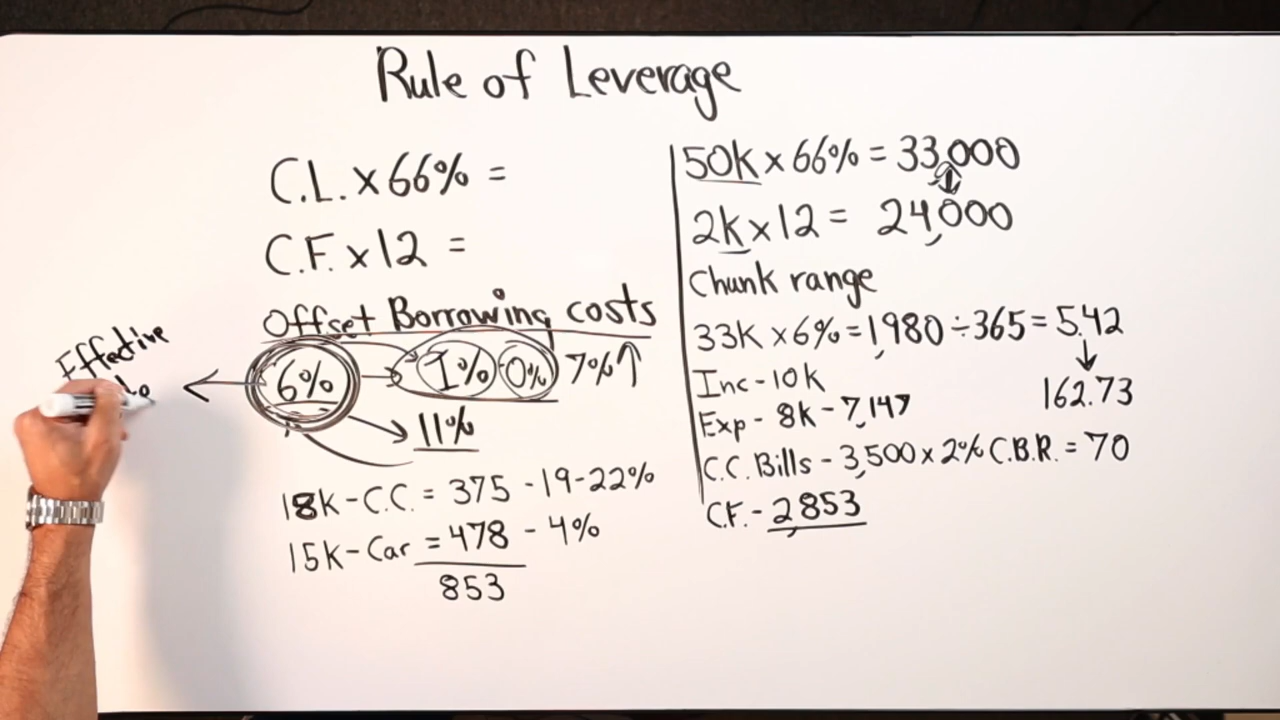 Rule of Leverage
C.L. x 66% =
C.F. x 12 =
Offset Borrowing costs
Effective
6% 1% 0% 7%↑
11%
18K - C.C. = 375 - 19-22%
15K - Car = 478 - 4%
853
50K x 66% = 33,000
2K x 12 = 24,000
Chunk range
33K x 6% = 1,980 ÷ 365 = 5.42
162.73
Inc - 10K
Exp - 8K - 7,147
C.C. Bills - 3,500 x 2% C.B.R. = 70
C.F. - 2,853